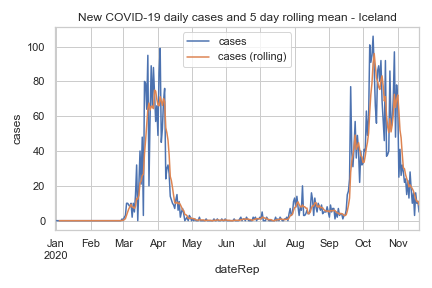 New COVID-19 daily cases and 5 day rolling mean - Iceland
cases
cases (rolling)
cases
100
80
60
40
20
0
Jan Feb Mar Apr May Jun Jul Aug Sep Oct Nov
2020
dateRep